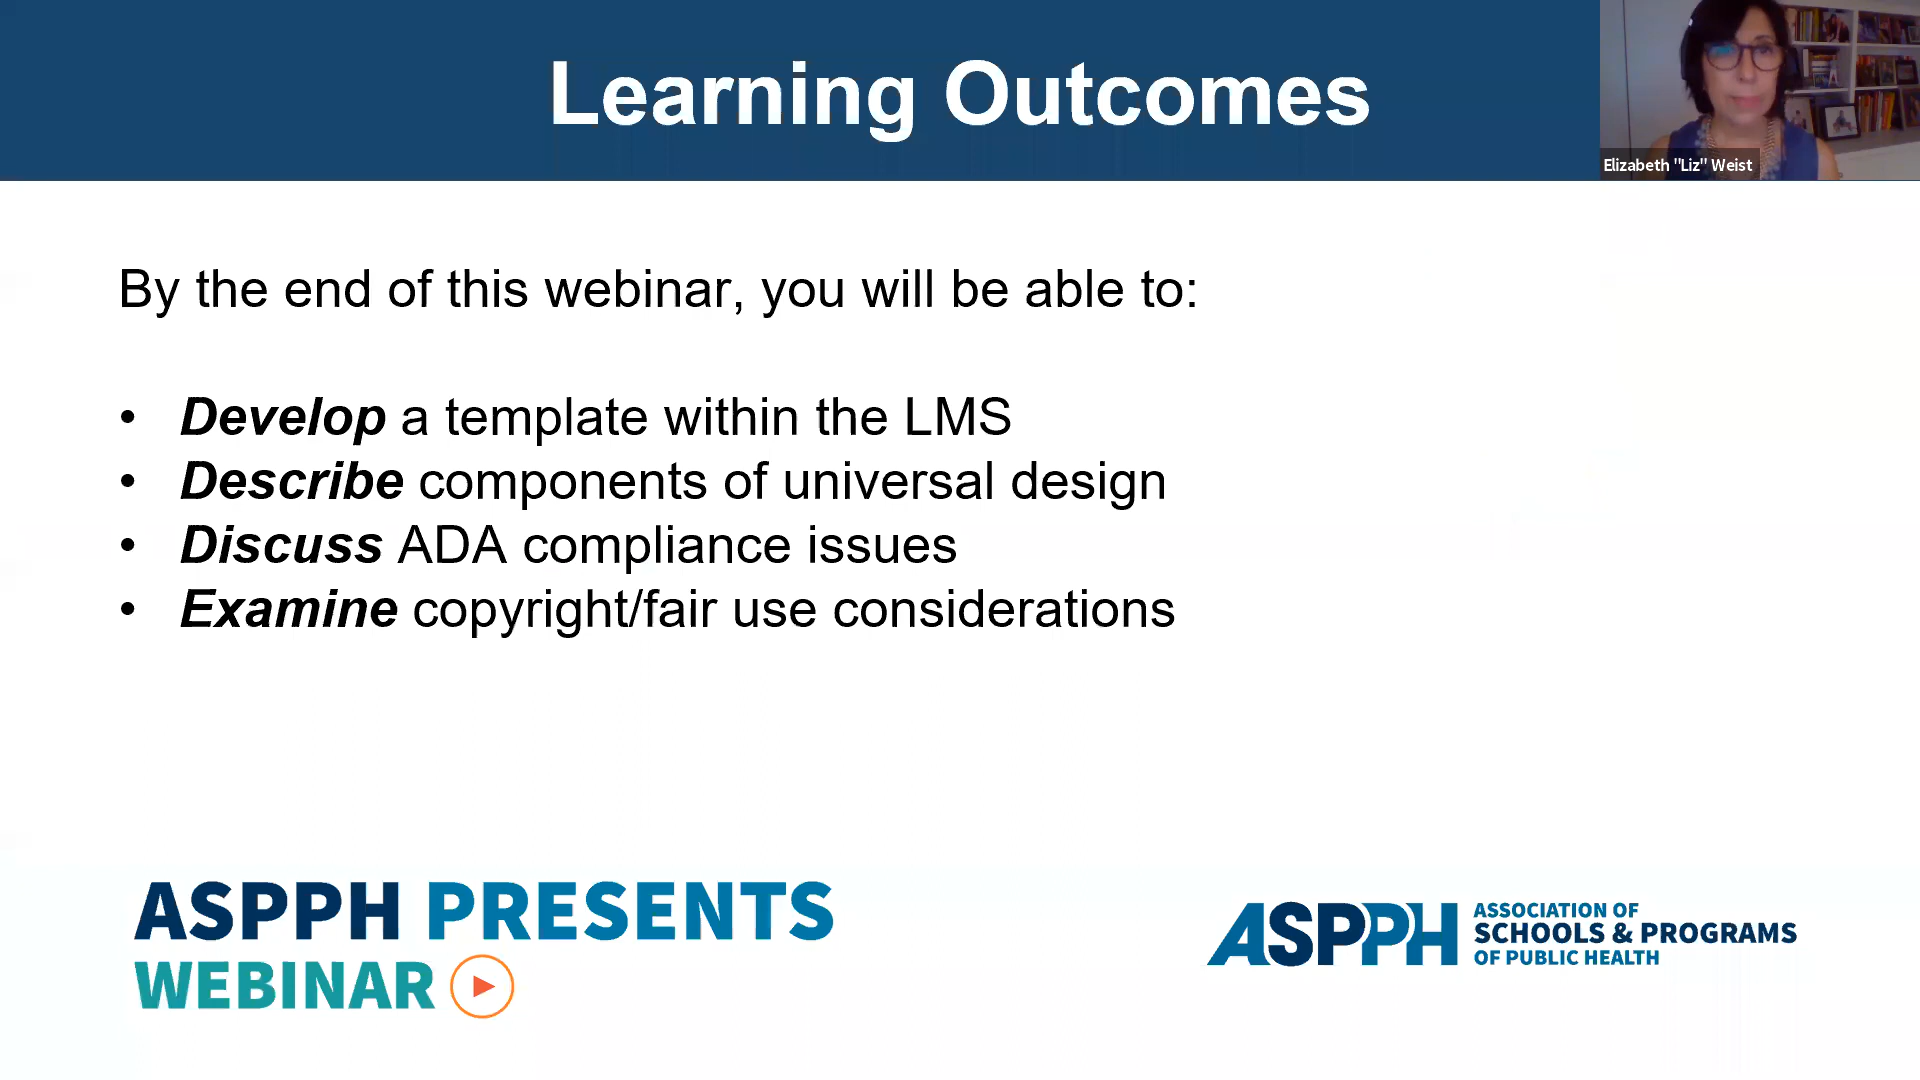 Learning Outcomes
Elizabeth "Liz" Weist
By the end of this webinar, you will be able to:
• Develop a template within the LMS
• Describe components of universal design
• Discuss ADA compliance issues
• Examine copyright/fair use considerations
ASPPH PRESENTS
WEBINAR
ASPPH
ASSOCIATION OF
SCHOOLS & PROGRAMS
OF PUBLIC HEALTH